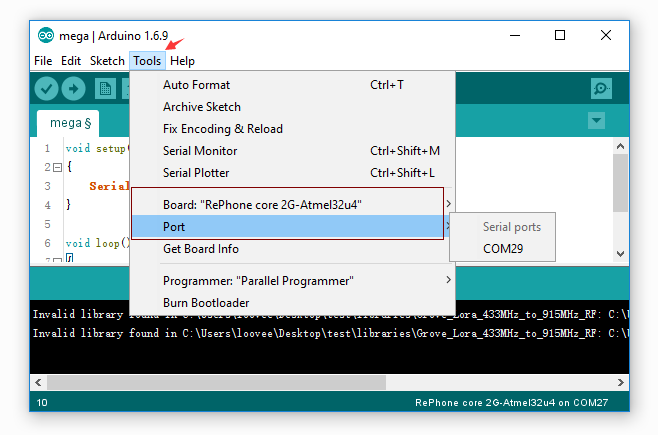 mega | Arduino 1.6.9
File Edit Sketch Tools Help
Auto Format Ctrl+T
Archive Sketch
Fix Encoding & Reload
Serial Monitor Ctrl+Shift+M
Serial Plotter Ctrl+Shift+L
Board: "RePhone core 2G-Atmel32u4"
Port
Get Board Info
Programmer: "Parallel Programmer"
Burn Bootloader
Serial ports
COM29
mega §
1 void setup(
2 {
3 Serial
4 }
5
6 void loop()
7 {
Invalid library found in C:\Users\loovee\Desktop\test\libraries\Grove_Lora_433MHz_to_915MHz_RF: C:\U
Invalid library found in C:\Users\loovee\Desktop\test\libraries\Grove_Lora_433MHz_to_915MHz_RF: C:\U
10 RePhone core 2G-Atmel32u4 on COM27